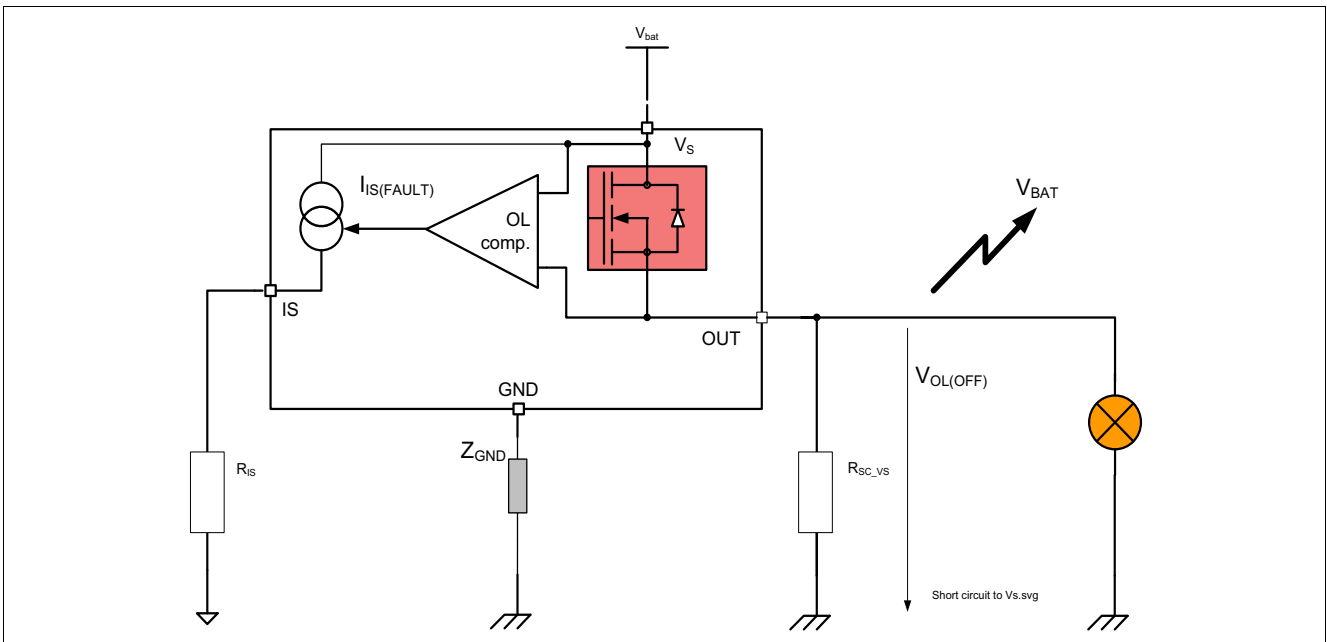 Vbat
VS
IIS(FAULT)
OL
comp.
VBAT
IS
OUT
VOL(OFF)
GND
ZGND
RIS
RSC_VS
Short circuit to Vs.svg